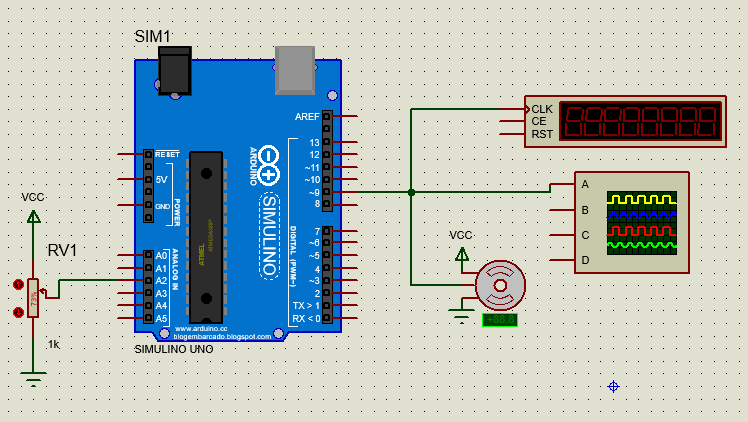 SIM1
AREF
13
12
~11
~10
~9
8
7
~6
~5
4
~3
2
TX > 1
RX < 0
RESET
5V
GND
POWER
A0
A1
A2
A3
A4
A5
ANALOG IN
ARDUINO
SIMULINO
DIGITAL (PWM~)
ATMEL
www.arduino.cc
blogembarcado.blogspot.com
SIMULINO UNO
VCC
RV1
73%
1k
CLK
CE
RST
A
B
C
D
VCC